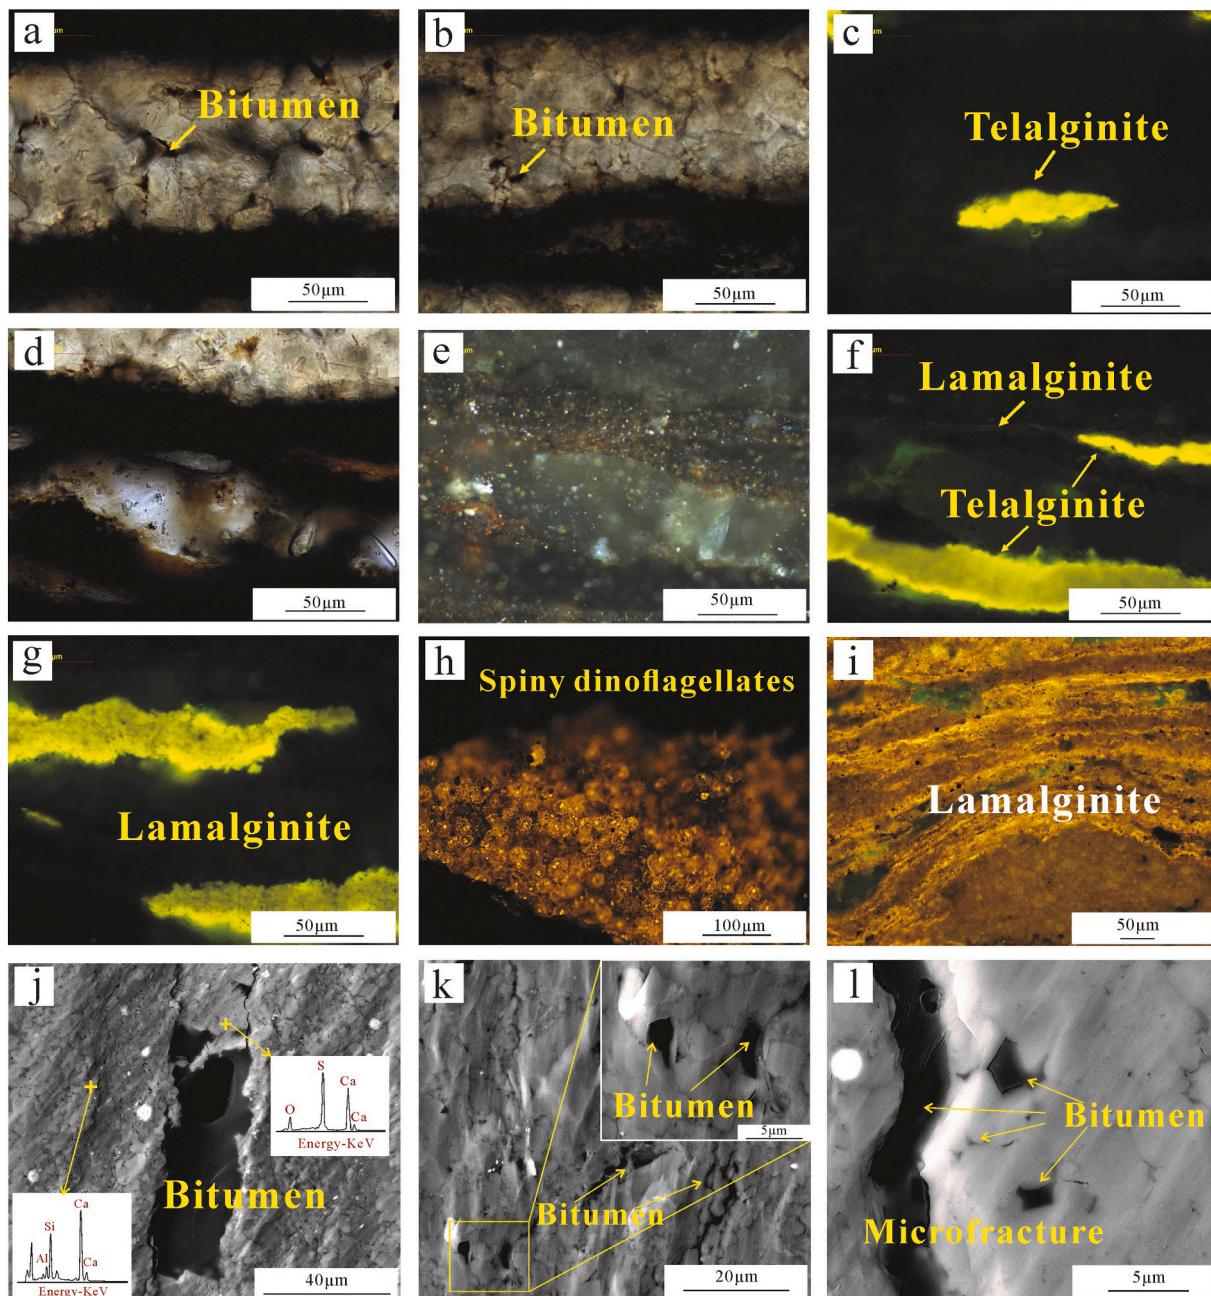 a
Bitumen
50μm
b
Bitumen
50μm
c
Telalginite
50μm
d
50μm
e
50μm
f
Lamalginite
Telalginite
50μm
g
Lamalginite
50μm
h
Spiny dinoflagellates
100μm
i
Lamalginite
50μm
j
S
Ca
O
Ca
Energy-KeV
Bitumen
Ca
Si
Al
Ca
Energy-KeV
40μm
k
Bitumen
5μm
Bitumen
20μm
l
Bitumen
Microfracture
5μm